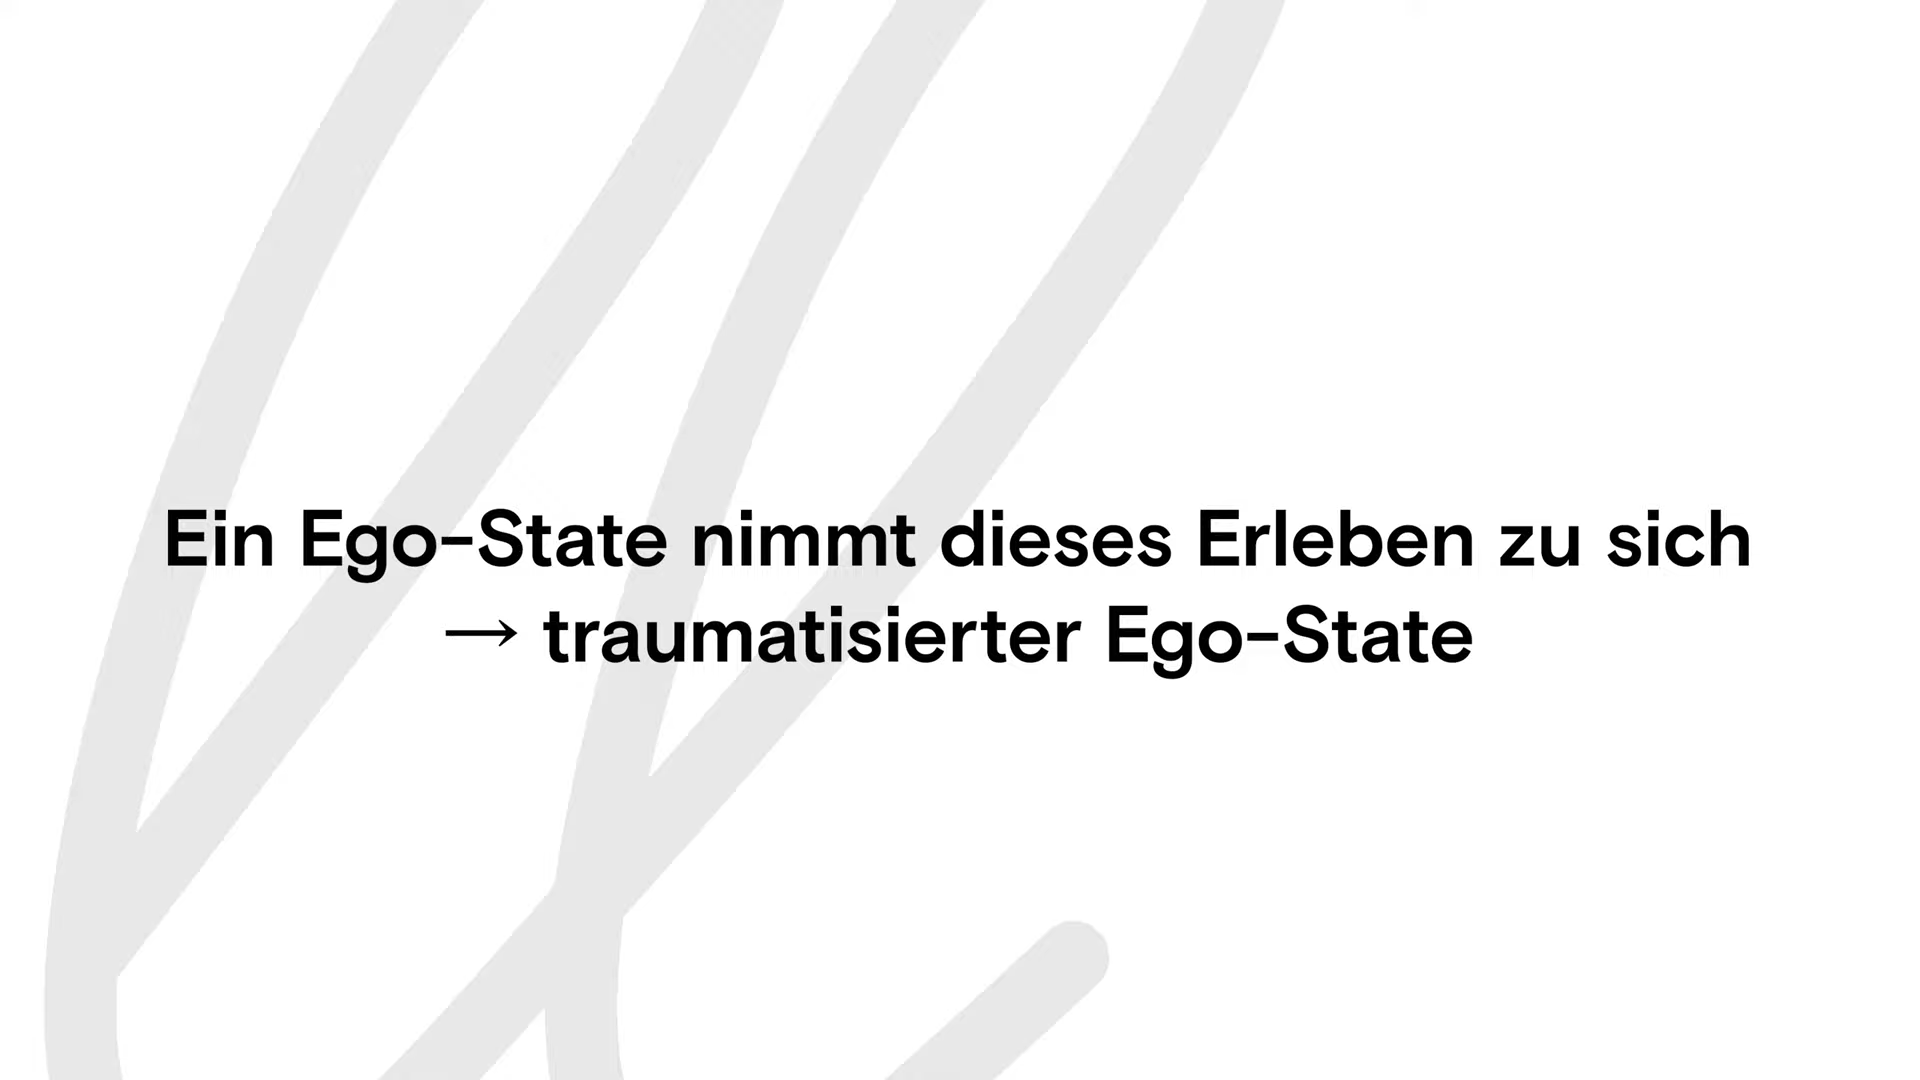 Ein Ego-State nimmt dieses Erleben zu sich
→ traumatisierter Ego-State